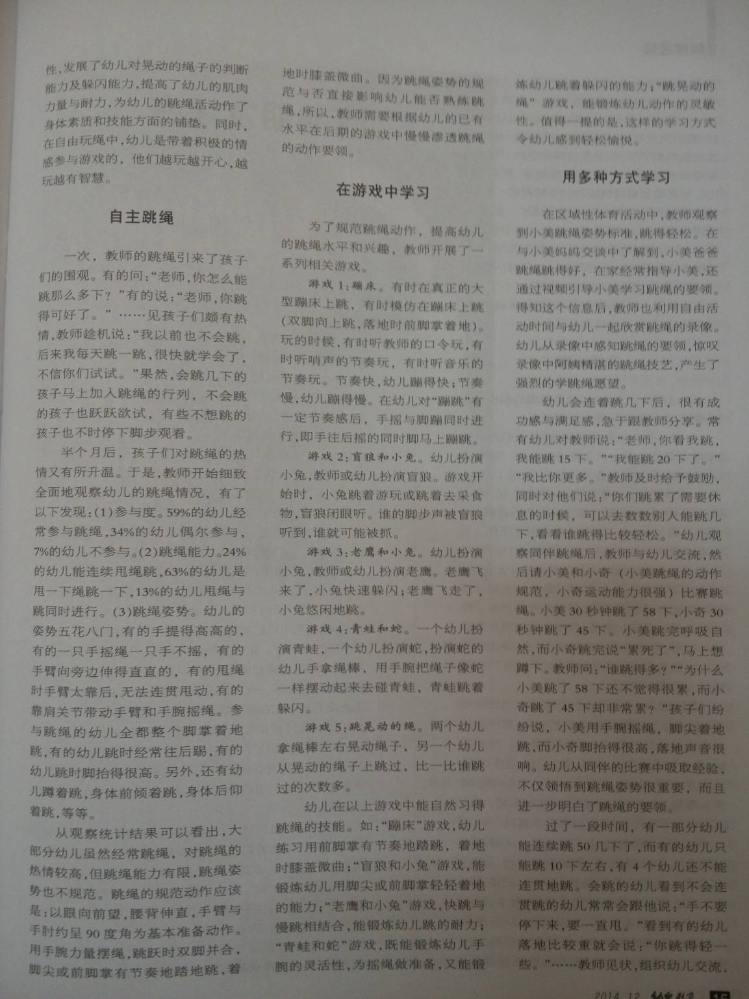 性,发展了幼儿对晃动的绳子的判断
能力及躲闪能力,提高了幼儿的肌肉
力量与耐力,为幼儿的跳绳活动作了
身体素质和技能方面的铺垫。同时,
在自由玩绳中,幼儿是带着积极的情
感参与游戏的，他们越玩越开心,越
玩越有智慧。
自主跳绳
一次，教师的跳绳引来了孩子
们的围观。有的问:“老师,你怎么能
跳那么多下？”有的说:“老师,你跳
得可好了。”……见孩子们颇有热
情,教师趁机说:“我以前也不会跳,
后来我每天跳一跳,很快就学会了,
不信你们试试。”果然,会跳几下的
孩子马上加入跳绳的行列，不会跳
的孩子也跃跃欲试，有些不想跳的
孩子也不时停下脚步观看。
半个月后，孩子们对跳绳的热
情又有所升温。于是,教师开始细致
全面地观察幼儿的跳绳情况，有了
以下发现:(1)参与度。59%的幼儿经
常参与跳绳,34%的幼儿偶尔参与,
7%的幼儿不参与。(2)跳绳能力。24%
的幼儿能连续甩绳跳,63%的幼儿是
甩一下绳跳一下,13%的幼儿甩绳与
跳同时进行。(3)跳绳姿势。幼儿的
姿势五花八门,有的手提得高高的,
有的一只手摇绳一只手不摇，有的
手臂向旁边伸得直直的，有的甩绳
时手臂太靠后,无法连贯甩动,有的
靠肩关节带动手臂和手腕摇绳。参
与跳绳的幼儿全都整个脚掌着地
跳,有的幼儿跳时经常往后踢,有的
幼儿跳时脚抬得很高。另外,还有幼
儿蹲着跳,身体前倾着跳,身体后仰
着跳,等等。
从观察统计结果可以看出,大
部分幼儿虽然经常跳绳，对跳绳的
热情较高,但跳绳能力有限,跳绳姿
势也不规范。跳绳的规范动作应该
是:以眼向前望,腰背伸直,手臂与
手肘约呈90度角为基本准备动作。
用手腕力量摆绳,跳跃时双脚并合,
脚尖或前脚掌有节奏地踏地跳,着
地时膝盖微曲。因为跳绳姿势的规
范与否直接影响幼儿能否熟练跳
绳,所以,教师需要根据幼儿的已有
水平在后期的游戏中慢慢渗透跳绳
的动作要领。
在游戏中学习
为了规范跳绳动作，提高幼儿
的跳绳水平和兴趣，教师开展了一
系列相关游戏。
游戏1:蹦床。有时在真正的大
型蹦床上跳，有时模仿在蹦床上跳
(双脚向上跳,落地时前脚掌着地)。
玩的时候,有时听教师的口令玩,有
时听哨声的节奏玩，有时听音乐的
节奏玩。节奏快,幼儿蹦得快;节奏
慢,幼儿蹦得慢。在幼儿对“蹦跳”有
一定节奏感后，手摇与脚蹦同时进
行,即手往后摇的同时脚马上蹦跳。
游戏2:盲狼和小兔。幼儿扮演
小兔,教师或幼儿扮演盲狼。游戏开
始时，小兔跳着游玩或跳着去采食
物,盲狼闭眼听。谁的脚步声被盲狼
听到,谁就可能被抓。
游戏3:老鹰和小兔。幼儿扮演
小兔,教师或幼儿扮演老鹰。老鹰飞
来了,小兔快速躲闪;老鹰飞走了,
小兔悠闲地跳。
游戏4:青蛙和蛇。一个幼儿扮
演青蛙,一个幼儿扮演蛇,扮演蛇的
幼儿手拿绳棒，用手腕把绳子像蛇
一样摆动起来去碰青蛙，青蛙跳着
躲闪。
游戏5:跳晃动的绳。两个幼儿
拿绳棒左右晃动绳子，另一个幼儿
从晃动的绳子上跳过，比一比谁跳
过的次数多。
幼儿在以上游戏中能自然习得
跳绳的技能。如:“蹦床”游戏,幼儿
练习用前脚掌有节奏地踏跳，着地
时膝盖微曲;“盲狼和小兔”游戏,能
锻炼幼儿用脚尖或前脚掌轻轻着地
的能力;“老鹰和小兔”游戏,快跳与
慢跳相结合,能锻炼幼儿跳的耐力;
“青蛙和蛇”游戏,既能锻炼幼儿手
腕的灵活性,为摇绳做准备,又能锻
炼幼儿跳着躲闪的能力;“跳晃动的
绳”游戏，能锻炼幼儿动作的灵敏
性。值得一提的是,这样的学习方式
令幼儿感到轻松愉悦。
用多种方式学习
在区域性体育活动中,教师观察
到小美跳绳姿势标准,跳得轻松。在
与小美妈妈交谈中了解到,小美爸爸
跳绳跳得好，在家经常指导小美,还
通过视频引导小美学习跳绳的要领。
得知这个信息后,教师也利用自由活
动时间与幼儿一起欣赏跳绳的录像。
幼儿从录像中感知跳绳的要领,惊叹
录像中阿姨精湛的跳绳技艺,产生了
强烈的学跳绳愿望。
幼儿会连着跳几下后，很有成
功感与满足感,急于跟教师分享。常
有幼儿对教师说:“老师,你看我跳,
我能跳15下。”“我能跳20下了。”
“我比你更多。”教师及时给予鼓励,
同时对他们说:“你们跳累了需要休
息的时候，可以去数数别人能跳几
下,看看谁跳得比较轻松。”幼儿观
察同伴跳绳后,教师与幼儿交流,然
后请小美和小奇（小美跳绳的动作
规范，小奇运动能力很强）比赛跳
绳。小美30秒钟跳了58下,小奇30
秒钟跳了45下。小美跳完呼吸自
然,而小奇跳完说“累死了”,马上想
蹲下。教师问:“谁跳得多?”“为什么
小美跳了58下还不觉得很累,而小
奇跳了45下却非常累？”孩子们纷
纷说，小美用手腕摇绳，脚尖着地
跳,而小奇脚抬得很高,落地声音很
响。幼儿从同伴的比赛中吸取经验,
不仅领悟到跳绳姿势很重要，而且
进一步明白了跳绳的要领。
过了一段时间，有一部分幼儿
能连续跳50几下了,而有的幼儿只
能跳10下左右,有4个幼儿还不能
连贯地跳。会跳的幼儿看到不会连
贯跳的幼儿常常会跟他说:“手不要
停下来,要一直甩。”看到有的幼儿
落地比较重就会说:“你跳得轻一
些。”……教师见状,组织幼儿交流,
2014.12 幼儿教育 15